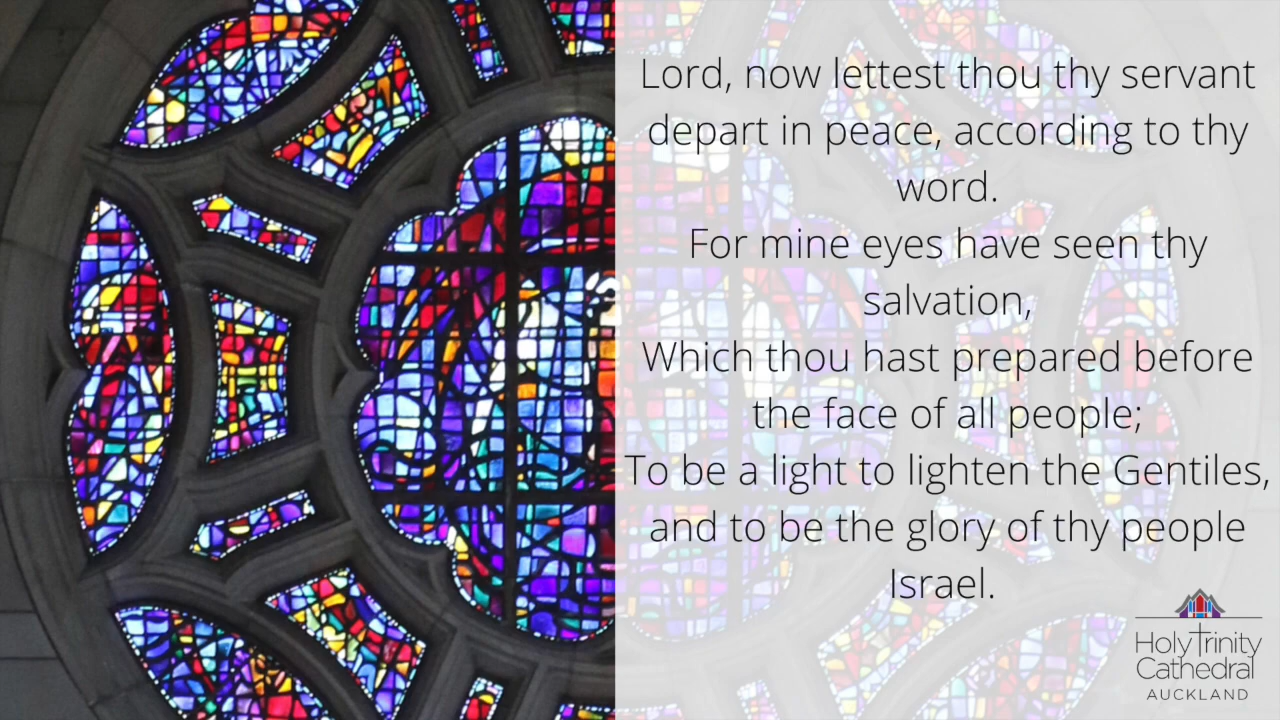 Lord, now lettest thou thy servant
depart in peace, according to thy
word.
For mine eyes have seen thy
salvation,
Which thou hast prepared before
the face of all people;
To be a light to lighten the Gentiles,
and to be the glory of thy people
Israel.
Holy Trinity
Cathedral
AUCKLAND